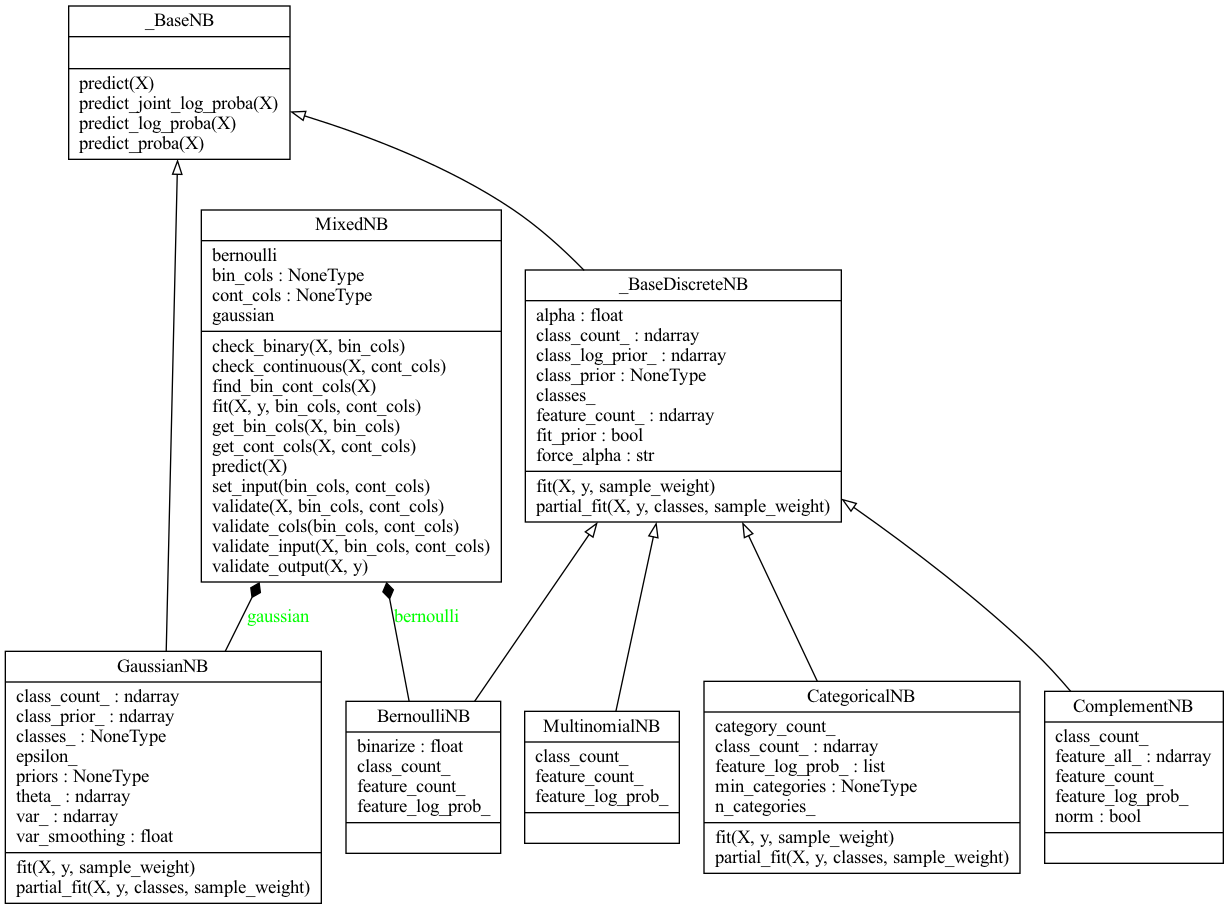 _BaseNB
predict(X)
predict_joint_log_proba(X)
predict_log_proba(X)
predict_proba(X)
MixedNB
bernoulli
bin_cols : NoneType
cont_cols : NoneType
gaussian
check_binary(X, bin_cols)
check_continuous(X, cont_cols)
find_bin_cont_cols(X)
fit(X, y, bin_cols, cont_cols)
get_bin_cols(X, bin_cols)
get_cont_cols(X, cont_cols)
predict(X)
set_input(bin_cols, cont_cols)
validate(X, bin_cols, cont_cols)
validate_cols(bin_cols, cont_cols)
validate_input(X, bin_cols, cont_cols)
validate_output(X, y)
_BaseDiscreteNB
alpha : float
class_count_ : ndarray
class_log_prior_ : ndarray
class_prior : NoneType
classes_
feature_count_ : ndarray
fit_prior : bool
force_alpha : str
fit(X, y, sample_weight)
partial_fit(X, y, classes, sample_weight)
gaussian
bernoulli
GaussianNB
class_count_ : ndarray
class_prior_ : ndarray
classes_ : NoneType
epsilon_
priors : NoneType
theta_ : ndarray
var_ : ndarray
var_smoothing : float
fit(X, y, sample_weight)
partial_fit(X, y, classes, sample_weight)
BernoulliNB
binarize : float
class_count_
feature_count_
feature_log_prob_
MultinomialNB
class_count_
feature_count_
feature_log_prob_
CategoricalNB
category_count_
class_count_ : ndarray
feature_log_prob_ : list
min_categories : NoneType
n_categories_
fit(X, y, sample_weight)
partial_fit(X, y, classes, sample_weight)
ComplementNB
class_count_
feature_all_ : ndarray
feature_count_
feature_log_prob_
norm : bool